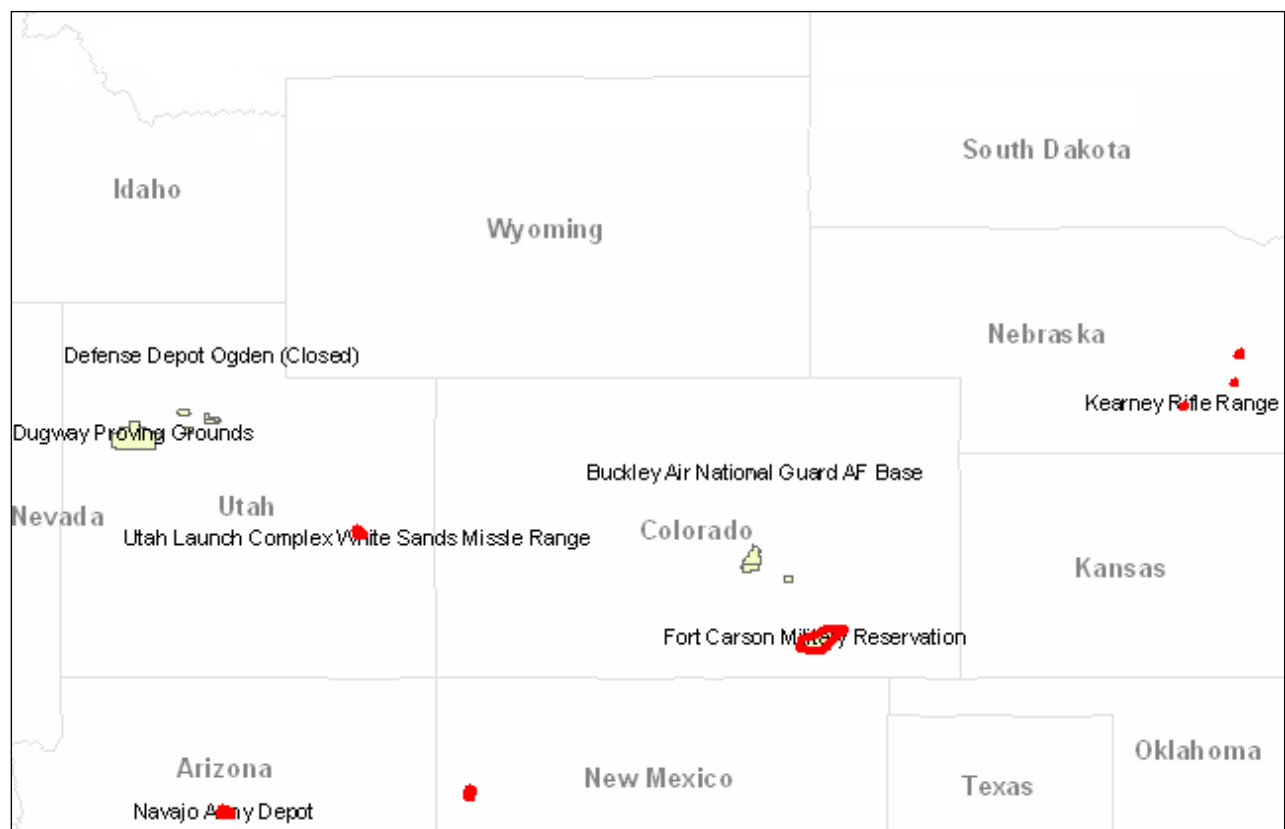 South Dakota
Idaho
Wyoming
Nebraska
Defense Depot Ogden (Closed)
Kearney Rifle Range
Dugway Proving Grounds
Buckley Air National Guard AF Base
Utah
Nevada
Colorado
Utah Launch Complex White Sands Missle Range
Kansas
Fort Carson Military Reservation
Oklahoma
Arizona
New Mexico
Texas
Navajo Army Depot